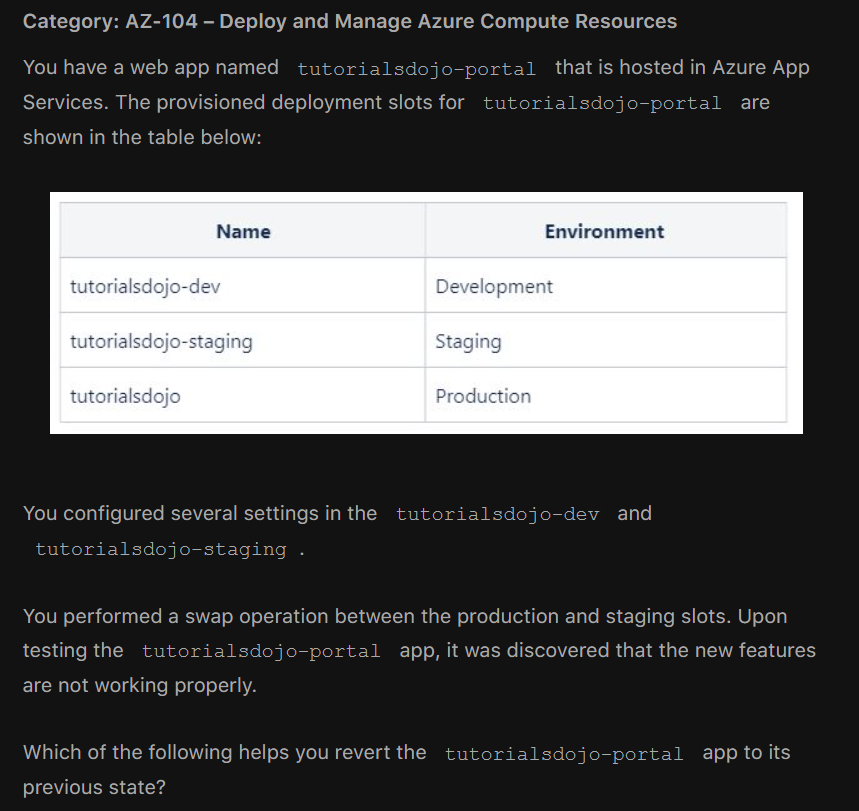 Category: AZ-104 – Deploy and Manage Azure Compute Resources
You have a web app named tutorialsdojo-portal that is hosted in Azure App
Services. The provisioned deployment slots for tutorialsdojo-portal are
shown in the table below:
Name Environment
tutorialsdojo-dev Development
tutorialsdojo-staging Staging
tutorialsdojo Production
You configured several settings in the tutorialsdojo-dev and
tutorialsdojo-staging .
You performed a swap operation between the production and staging slots. Upon
testing the tutorialsdojo-portal app, it was discovered that the new features
are not working properly.
Which of the following helps you revert the tutorialsdojo-portal app to its
previous state?